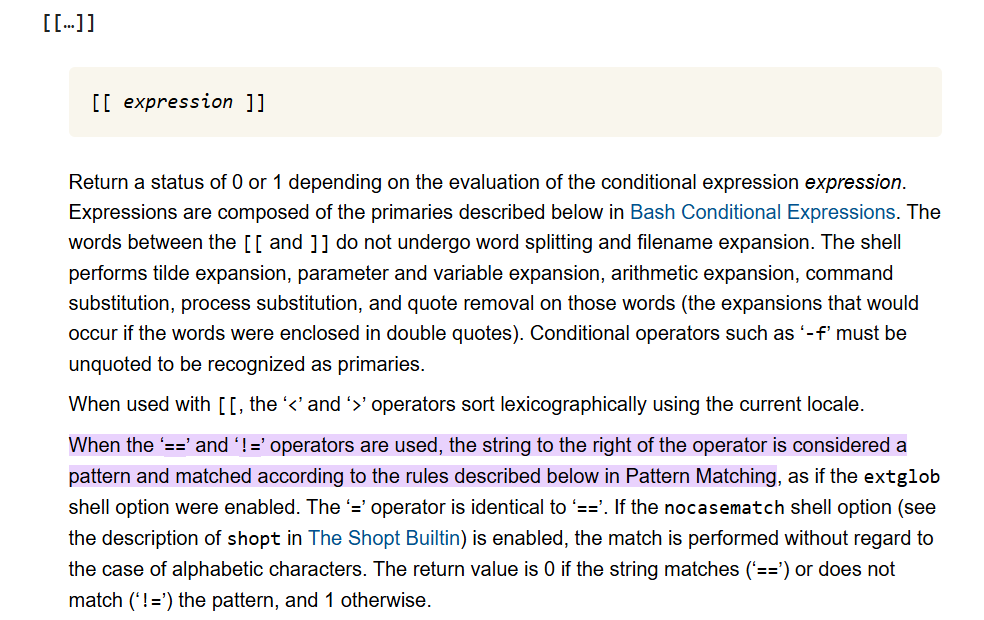 [[…]]
[[ expression ]]
Return a status of 0 or 1 depending on the evaluation of the conditional expression expression.
Expressions are composed of the primaries described below in Bash Conditional Expressions. The
words between the [[ and ]] do not undergo word splitting and filename expansion. The shell
performs tilde expansion, parameter and variable expansion, arithmetic expansion, command
substitution, process substitution, and quote removal on those words (the expansions that would
occur if the words were enclosed in double quotes). Conditional operators such as ‘-f’ must be
unquoted to be recognized as primaries.
When used with [[, the ‘<’ and ‘>’ operators sort lexicographically using the current locale.
When the ‘==’ and ‘!=’ operators are used, the string to the right of the operator is considered a
pattern and matched according to the rules described below in Pattern Matching, as if the extglob
shell option were enabled. The ‘=’ operator is identical to ‘==’. If the nocasematch shell option (see
the description of shopt in The Shopt Builtin) is enabled, the match is performed without regard to
the case of alphabetic characters. The return value is 0 if the string matches (‘==’) or does not
match (‘!=’) the pattern, and 1 otherwise.